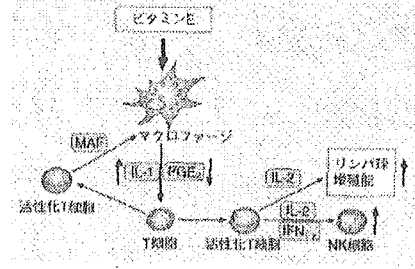 ビタミンE
マクロファージ
MAF
IL-1
PGE₂
活性化T細胞
T細胞
活性化T細胞
IL-2
リンパ球
増殖能
IL-2
IFN
NK細胞